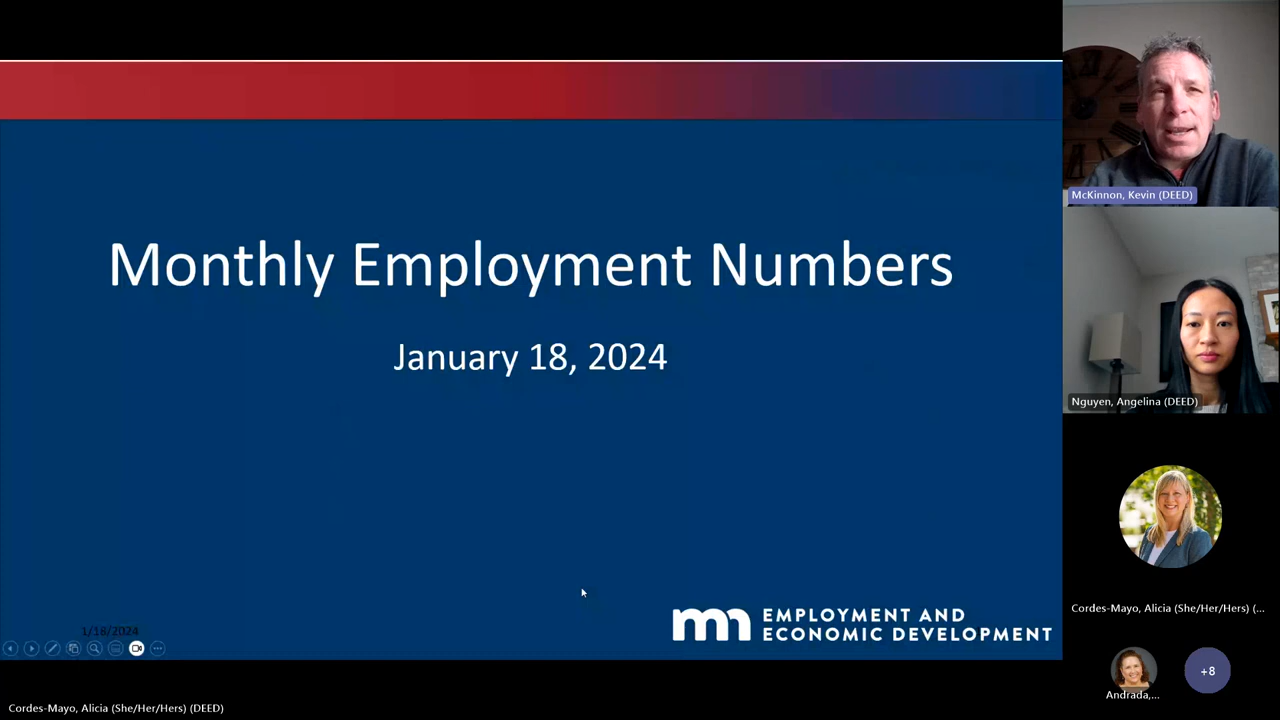 Monthly Employment Numbers
January 18, 2024
1/18/2024
mn EMPLOYMENT AND
ECONOMIC DEVELOPMENT
McKinnon, Kevin (DEED)
Nguyen, Angelina (DEED)
Cordes-Mayo, Alicia (She/Her/Hers) (...
Andrada,...
+8
Cordes-Mayo, Alicia (She/Her/Hers) (DEED)